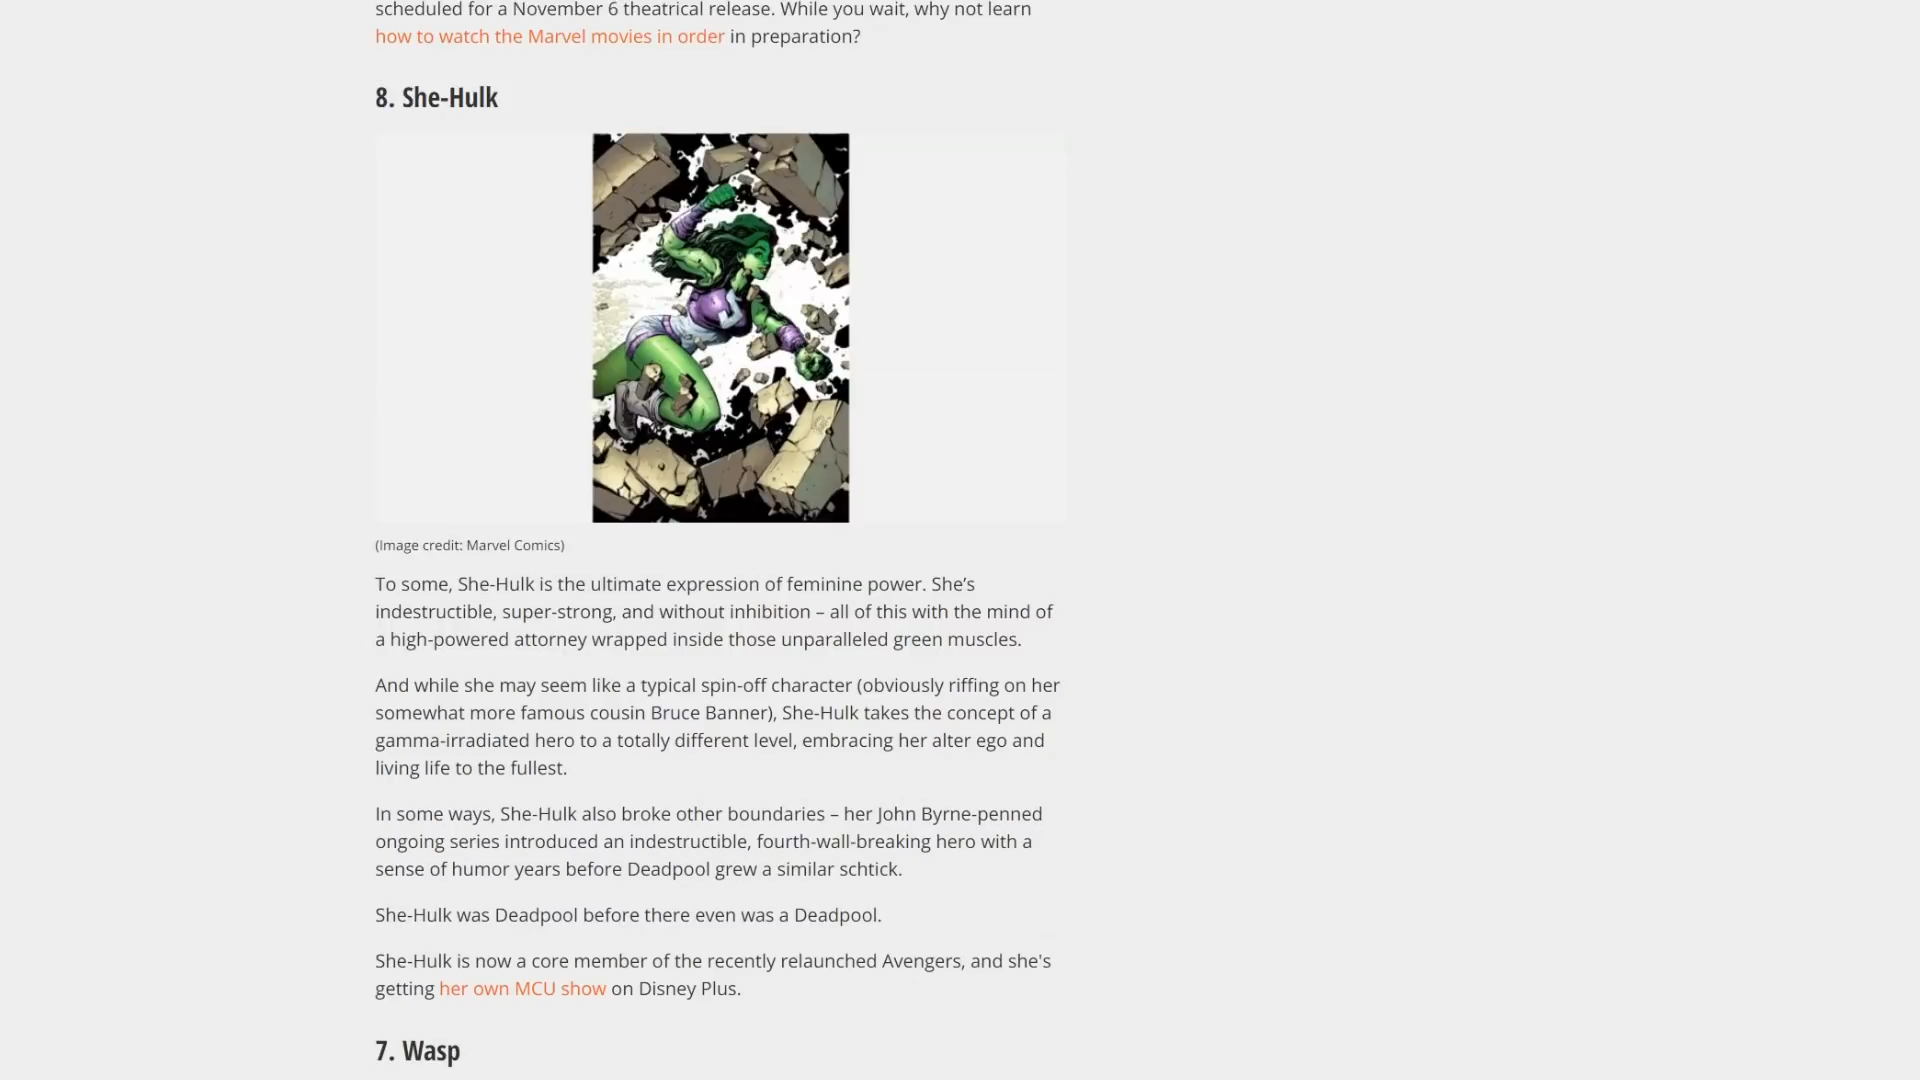 scheduled for a November 6 theatrical release. While you wait, why not learn
how to watch the Marvel movies in order in preparation?
8. She-Hulk
(Image credit: Marvel Comics)
To some, She-Hulk is the ultimate expression of feminine power. She’s
indestructible, super-strong, and without inhibition – all of this with the mind of
a high-powered attorney wrapped inside those unparalleled green muscles.
And while she may seem like a typical spin-off character (obviously riffing on her
somewhat more famous cousin Bruce Banner), She-Hulk takes the concept of a
gamma-irradiated hero to a totally different level, embracing her alter ego and
living life to the fullest.
In some ways, She-Hulk also broke other boundaries – her John Byrne-penned
ongoing series introduced an indestructible, fourth-wall-breaking hero with a
sense of humor years before Deadpool grew a similar schtick.
She-Hulk was Deadpool before there even was a Deadpool.
She-Hulk is now a core member of the recently relaunched Avengers, and she's
getting her own MCU show on Disney Plus.
7. Wasp